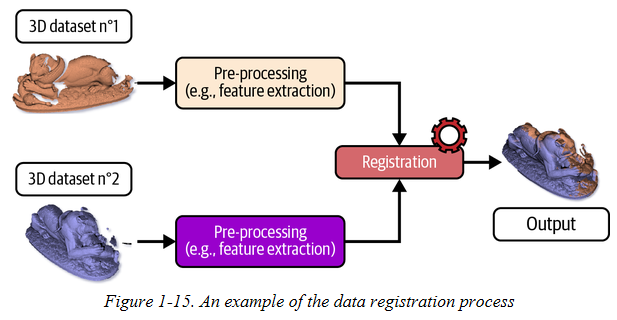 3D dataset n°1
Pre-processing
(e.g., feature extraction)
Registration
3D dataset n°2
Pre-processing
(e.g., feature extraction)
Output
Figure 1-15. An example of the data registration process